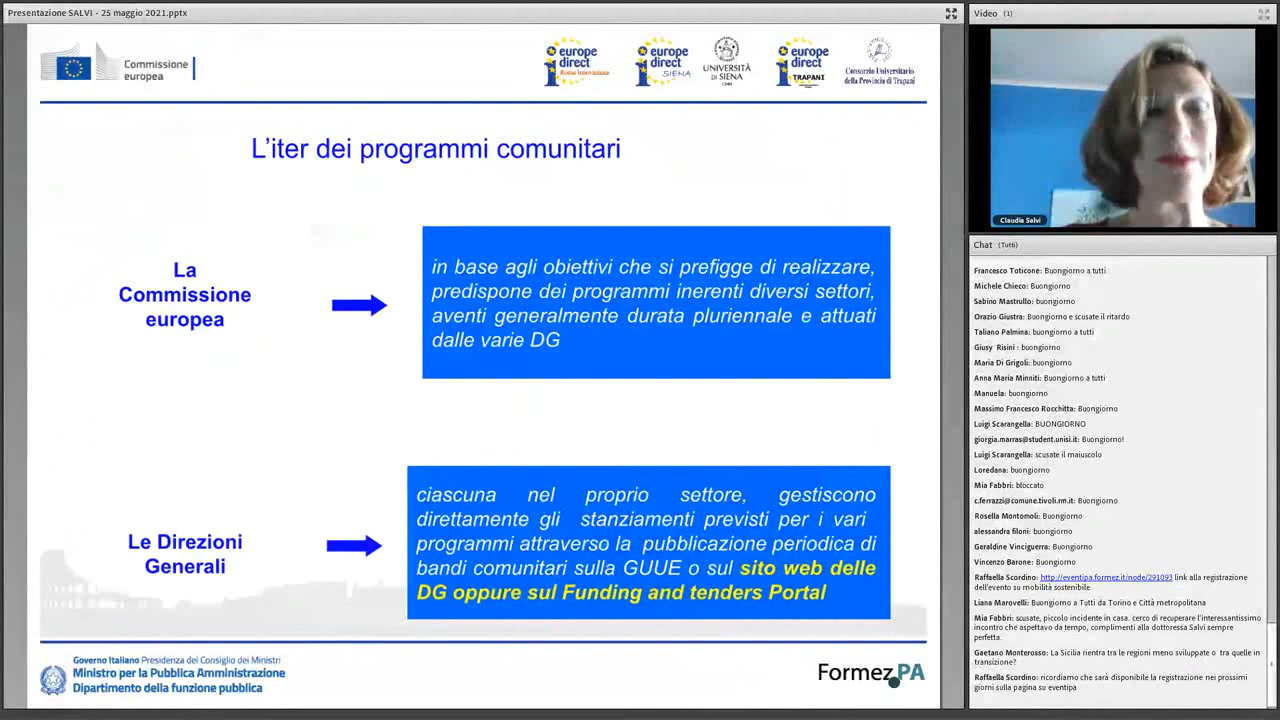 Presentazione SALVI - 25 maggio 2021.pptx
Commissione
europea
europe
direct
Roma Innovazione
europe
direct
SIENA
UNIVERSITÀ
DI SIENA
1240
europe
direct
TRAPANI
Consorzio Universitario
della Provincia di Trapani
L'iter dei programmi comunitari
La
Commissione
europea
in base agli obiettivi che si prefigge di realizzare,
predispone dei programmi inerenti diversi settori,
aventi generalmente durata pluriennale e attuati
dalle varie DG
Le Direzioni
Generali
ciascuna nel proprio settore, gestiscono
direttamente gli stanziamenti previsti per i vari
programmi attraverso la pubblicazione periodica di
bandi comunitari sulla GUUE o sul sito web delle
DG oppure sul Funding and tenders Portal
Governo Italiano Presidenza dei Consiglio dei Ministri
Ministro per la Pubblica Amministrazione
Dipartimento della funzione pubblica
Formez PA
Video (1)
Claudia Salvi
Chat (Tutti)
Francesco Toticone: Buongiorno a tutti
Michele Chieco: Buongiorno
Sabino Mastrullo: buongiorno
Orazio Giustra: Buongiorno e scusate il ritardo
Taliano Palmina: buongiorno a tutti
Giusy Risini : buongiorno
Maria Di Grigoli: buongiorno
Anna Maria Minniti: Buongiorno a tutti
Manuela: buongiorno
Massimo Francesco Rocchitta: Buongiorno
Luigi Scarangella: BUONGIORNO
giorgia.marras@student.unisi.it: Buongiorno!
Luigi Scarangella: scusate il maiuscolo
Loredana: buongiorno
Mia Fabbri: bloccato
c.ferrazzi@comune.tivoli.rm.it: Buongiorno
Rosella Montomoli: Buongiorno
alessandra filoni: buongiorno
Geraldine Vinciguerra: Buongiorno
Vincenzo Barone: Buongiorno
Raffaella Scordino: http://eventipa.formez.it/node/291093 link alla registrazione
dell'evento su mobilità sostenibile
Liana Marovelli: Buongiorno a Tutti da Torino e Città metropolitana
Mia Fabbri: scusate, piccolo incidente in casa. cerco di recuperare l'interessantissimo
incontro che aspettavo da tempo, complimenti alla dottoressa Salvi sempre
perfetta.
Gaetano Monterosso: La Sicilia rientra tra le regioni meno sviluppate o tra quelle in
transizione?
Raffaella Scordino: ricordiamo che sarà disponibile la registrazione nei prossimi
giorni sulla pagina su eventipa